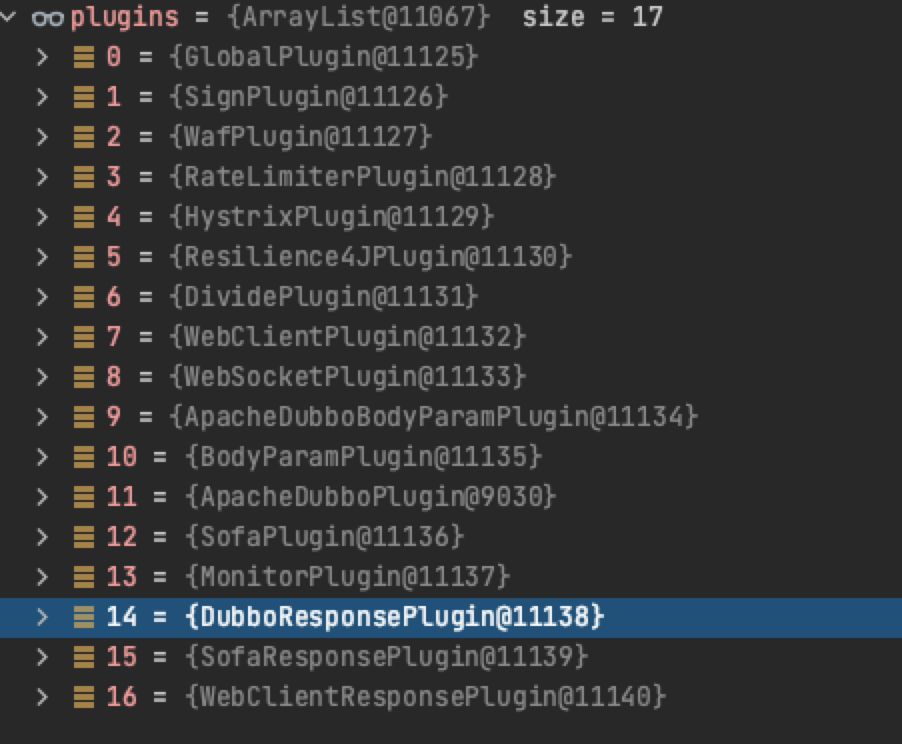 plugins = {ArrayList@11067} size = 17
0 = {GlobalPlugin@11125}
1 = {SignPlugin@11126}
2 = {WafPlugin@11127}
3 = {RateLimiterPlugin@11128}
4 = {HystrixPlugin@11129}
5 = {Resilience4JPlugin@11130}
6 = {DividePlugin@11131}
7 = {WebClientPlugin@11132}
8 = {WebSocketPlugin@11133}
9 = {ApacheDubboBodyParamPlugin@11134}
10 = {BodyParamPlugin@11135}
11 = {ApacheDubboPlugin@9030}
12 = {SofaPlugin@11136}
13 = {MonitorPlugin@11137}
14 = {DubboResponsePlugin@11138}
15 = {SofaResponsePlugin@11139}
16 = {WebClientResponsePlugin@11140}